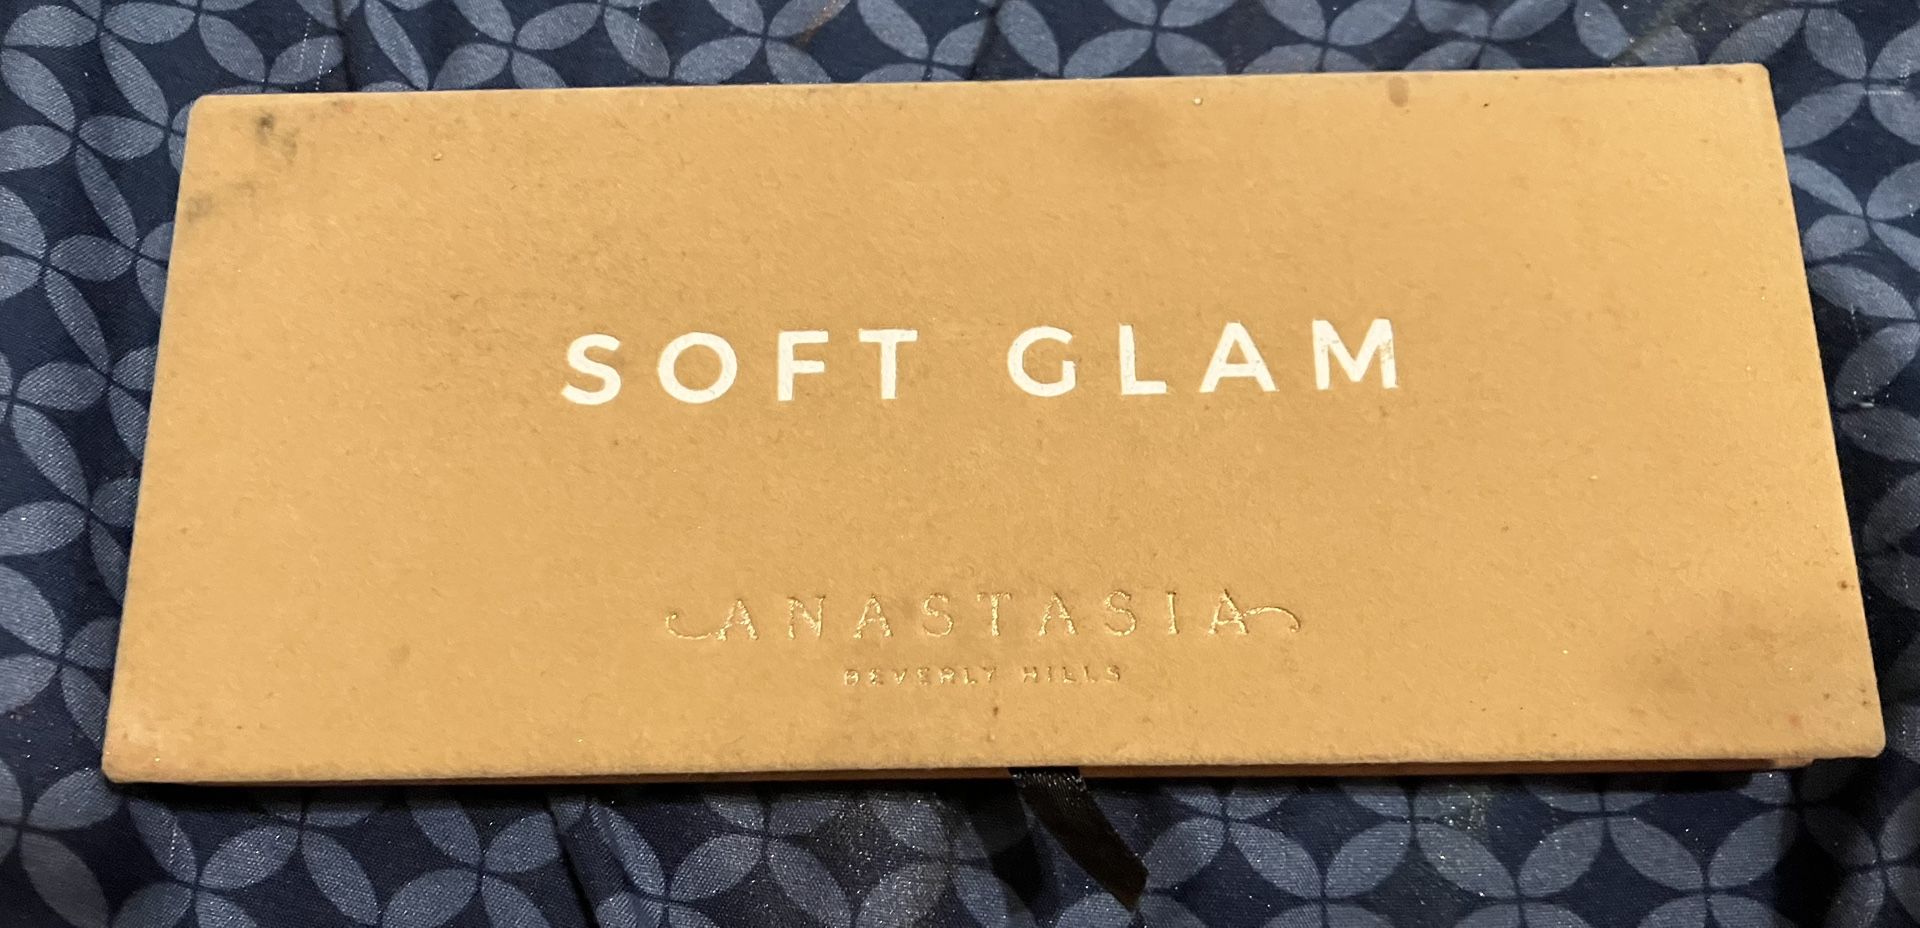 SOFT GLAM
ANASTASIA
BEVERLY HILLS